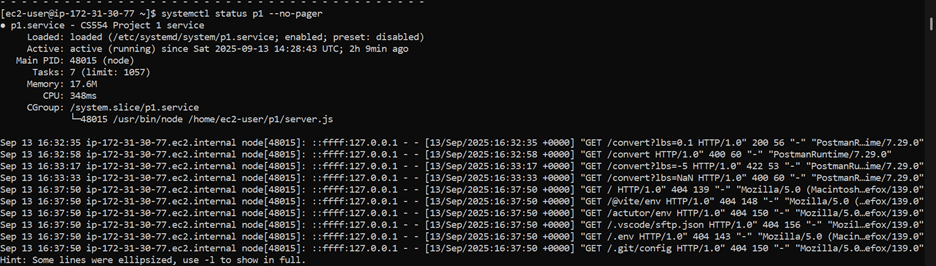 [ec2-user@ip-172-31-30-77 ~]$ systemctl status p1 --no-pager
● p1.service - CS554 Project 1 service
Loaded: loaded (/etc/systemd/system/p1.service; enabled; preset: disabled)
Active: active (running) since Sat 2025-09-13 14:28:43 UTC; 2h 9min ago
Main PID: 48015 (node)
Tasks: 7 (limit: 1057)
Memory: 17.6M
CPU: 348ms
CGroup: /system.slice/p1.service
└─48015 /usr/bin/node /home/ec2-user/p1/server.js
Sep 13 16:32:35 ip-172-31-30-77.ec2.internal node[48015]: ::ffff:127.0.0.1 - - [13/Sep/2025:16:32:35 +0000] "GET /convert?lbs=0.1 HTTP/1.0" 200 56 "-" "PostmanR…ime/7.29.0"
Sep 13 16:32:58 ip-172-31-30-77.ec2.internal node[48015]: ::ffff:127.0.0.1 - - [13/Sep/2025:16:32:58 +0000] "GET /convert HTTP/1.0" 400 60 "-" "PostmanRuntime/7.29.0"
Sep 13 16:33:17 ip-172-31-30-77.ec2.internal node[48015]: ::ffff:127.0.0.1 - - [13/Sep/2025:16:33:17 +0000] "GET /convert?lbs=-5 HTTP/1.0" 422 53 "-" "PostmanRu…ime/7.29.0"
Sep 13 16:33:33 ip-172-31-30-77.ec2.internal node[48015]: ::ffff:127.0.0.1 - - [13/Sep/2025:16:33:33 +0000] "GET /convert?lbs=NaN HTTP/1.0" 400 60 "-" "PostmanR…ime/7.29.0"
Sep 13 16:37:50 ip-172-31-30-77.ec2.internal node[48015]: ::ffff:127.0.0.1 - - [13/Sep/2025:16:37:50 +0000] "GET / HTTP/1.0" 404 139 "-" "Mozilla/5.0 (Macintosh…efox/139.0"
Sep 13 16:37:50 ip-172-31-30-77.ec2.internal node[48015]: ::ffff:127.0.0.1 - - [13/Sep/2025:16:37:50 +0000] "GET /@vite/env HTTP/1.0" 404 148 "-" "Mozilla/5.0 (…efox/139.0"
Sep 13 16:37:50 ip-172-31-30-77.ec2.internal node[48015]: ::ffff:127.0.0.1 - - [13/Sep/2025:16:37:50 +0000] "GET /actutor/env HTTP/1.0" 404 150 "-" "Mozilla/5.0…efox/139.0"
Sep 13 16:37:50 ip-172-31-30-77.ec2.internal node[48015]: ::ffff:127.0.0.1 - - [13/Sep/2025:16:37:50 +0000] "GET /.vscode/sftp.json HTTP/1.0" 404 156 "-" "Mozil…efox/139.0"
Sep 13 16:37:50 ip-172-31-30-77.ec2.internal node[48015]: ::ffff:127.0.0.1 - - [13/Sep/2025:16:37:50 +0000] "GET /.env HTTP/1.0" 404 143 "-" "Mozilla/5.0 (Macin…efox/139.0"
Sep 13 16:37:50 ip-172-31-30-77.ec2.internal node[48015]: ::ffff:127.0.0.1 - - [13/Sep/2025:16:37:50 +0000] "GET /.git/config HTTP/1.0" 404 150 "-" "Mozilla/5.0…efox/139.0"
Hint: Some lines were ellipsized, use -l to show in full.